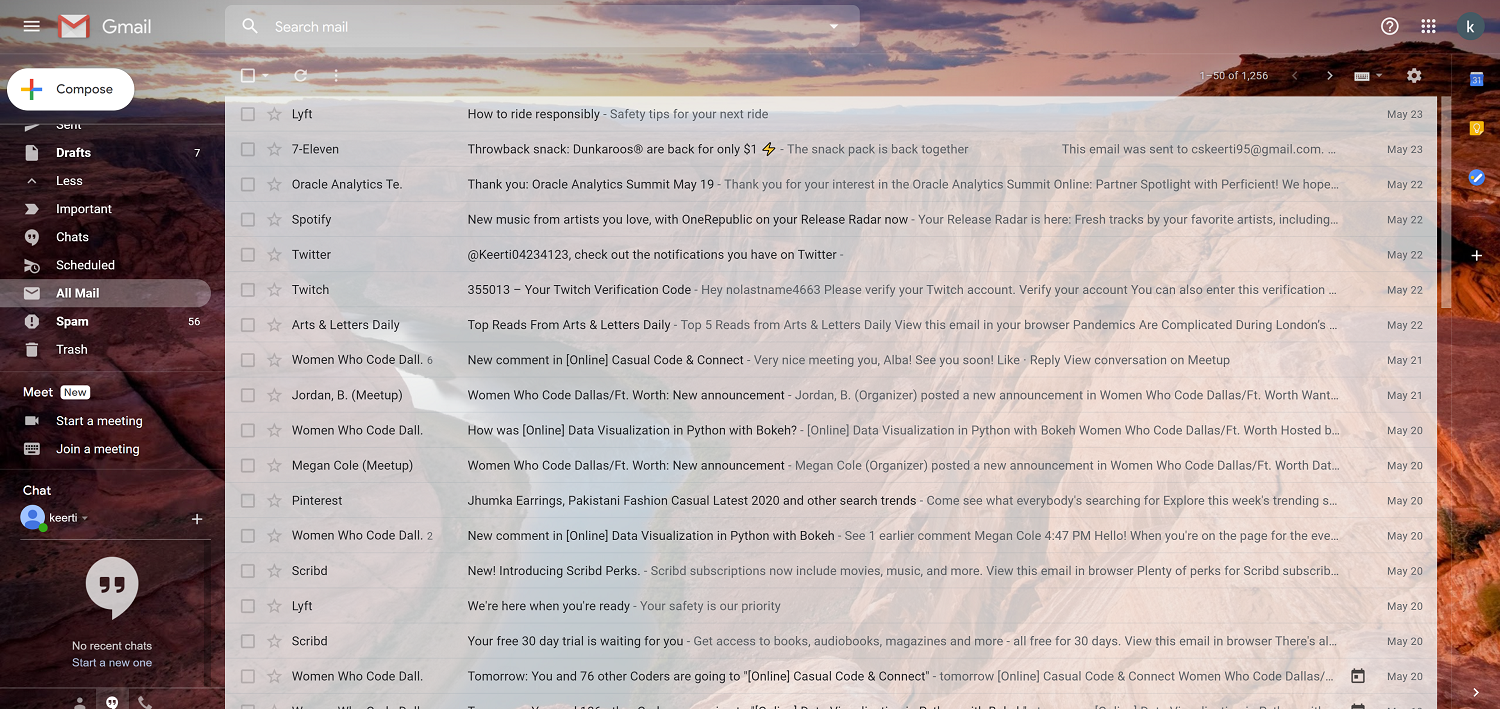 Gmail
Search mail
k
Compose
1–50 of 1,256
31
Sent
Drafts 7
Less
Important
Chats
Scheduled
All Mail
Spam 56
Trash
Meet New
Start a meeting
Join a meeting
Chat
keerti
No recent chats
Start a new one
Lyft How to ride responsibly - Safety tips for your next ride May 23
7-Eleven Throwback snack: Dunkaroos® are back for only $1 ⚡ - The snack pack is back together This email was sent to cskeerti95@gmail.com. … May 23
Oracle Analytics Te. Thank you: Oracle Analytics Summit May 19 - Thank you for your interest in the Oracle Analytics Summit Online: Partner Spotlight with Perficient! We hope… May 22
Spotify New music from artists you love, with OneRepublic on your Release Radar now - Your Release Radar is here: Fresh tracks by your favorite artists, including… May 22
Twitter @Keerti04234123, check out the notifications you have on Twitter - May 22
Twitch 355013 – Your Twitch Verification Code - Hey nolastname4663 Please verify your Twitch account. Verify your account You can also enter this verification … May 22
Arts & Letters Daily Top Reads From Arts & Letters Daily - Top 5 Reads from Arts & Letters Daily View this email in your browser Pandemics Are Complicated During London's … May 22
Women Who Code Dall. 6 New comment in [Online] Casual Code & Connect - Very nice meeting you, Alba! See you soon! Like · Reply View conversation on Meetup May 21
Jordan, B. (Meetup) Women Who Code Dallas/Ft. Worth: New announcement - Jordan, B. (Organizer) posted a new announcement in Women Who Code Dallas/Ft. Worth Want… May 21
Women Who Code Dall. How was [Online] Data Visualization in Python with Bokeh? - [Online] Data Visualization in Python with Bokeh Women Who Code Dallas/Ft. Worth Hosted b… May 20
Megan Cole (Meetup) Women Who Code Dallas/Ft. Worth: New announcement - Megan Cole (Organizer) posted a new announcement in Women Who Code Dallas/Ft. Worth Dat… May 20
Pinterest Jhumka Earrings, Pakistani Fashion Casual Latest 2020 and other search trends - Come see what everybody's searching for Explore this week's trending s… May 20
Women Who Code Dall. 2 New comment in [Online] Data Visualization in Python with Bokeh - See 1 earlier comment Megan Cole 4:47 PM Hello! When you're on the page for the eve… May 20
Scribd New! Introducing Scribd Perks. - Scribd subscriptions now include movies, music, and more. View this email in browser Plenty of perks for Scribd subscrib… May 20
Lyft We're here when you're ready - Your safety is our priority May 20
Scribd Your free 30 day trial is waiting for you - Get access to books, audiobooks, magazines and more - all free for 30 days. View this email in browser There's al… May 20
Women Who Code Dall. Tomorrow: You and 76 other Coders are going to "[Online] Casual Code & Connect" - tomorrow [Online] Casual Code & Connect Women Who Code Dallas/… May 20